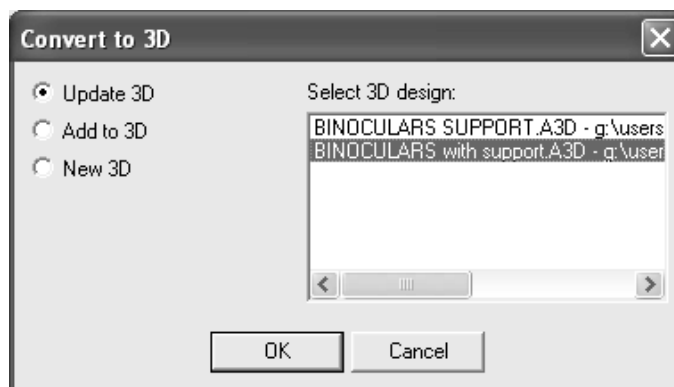 Convert to 3D
Update 3D
Add to 3D
New 3D
Select 3D design:
BINOCULARS SUPPORT.A3D - g:\users
BINOCULARS with support.A3D - g:\user
OK
Cancel